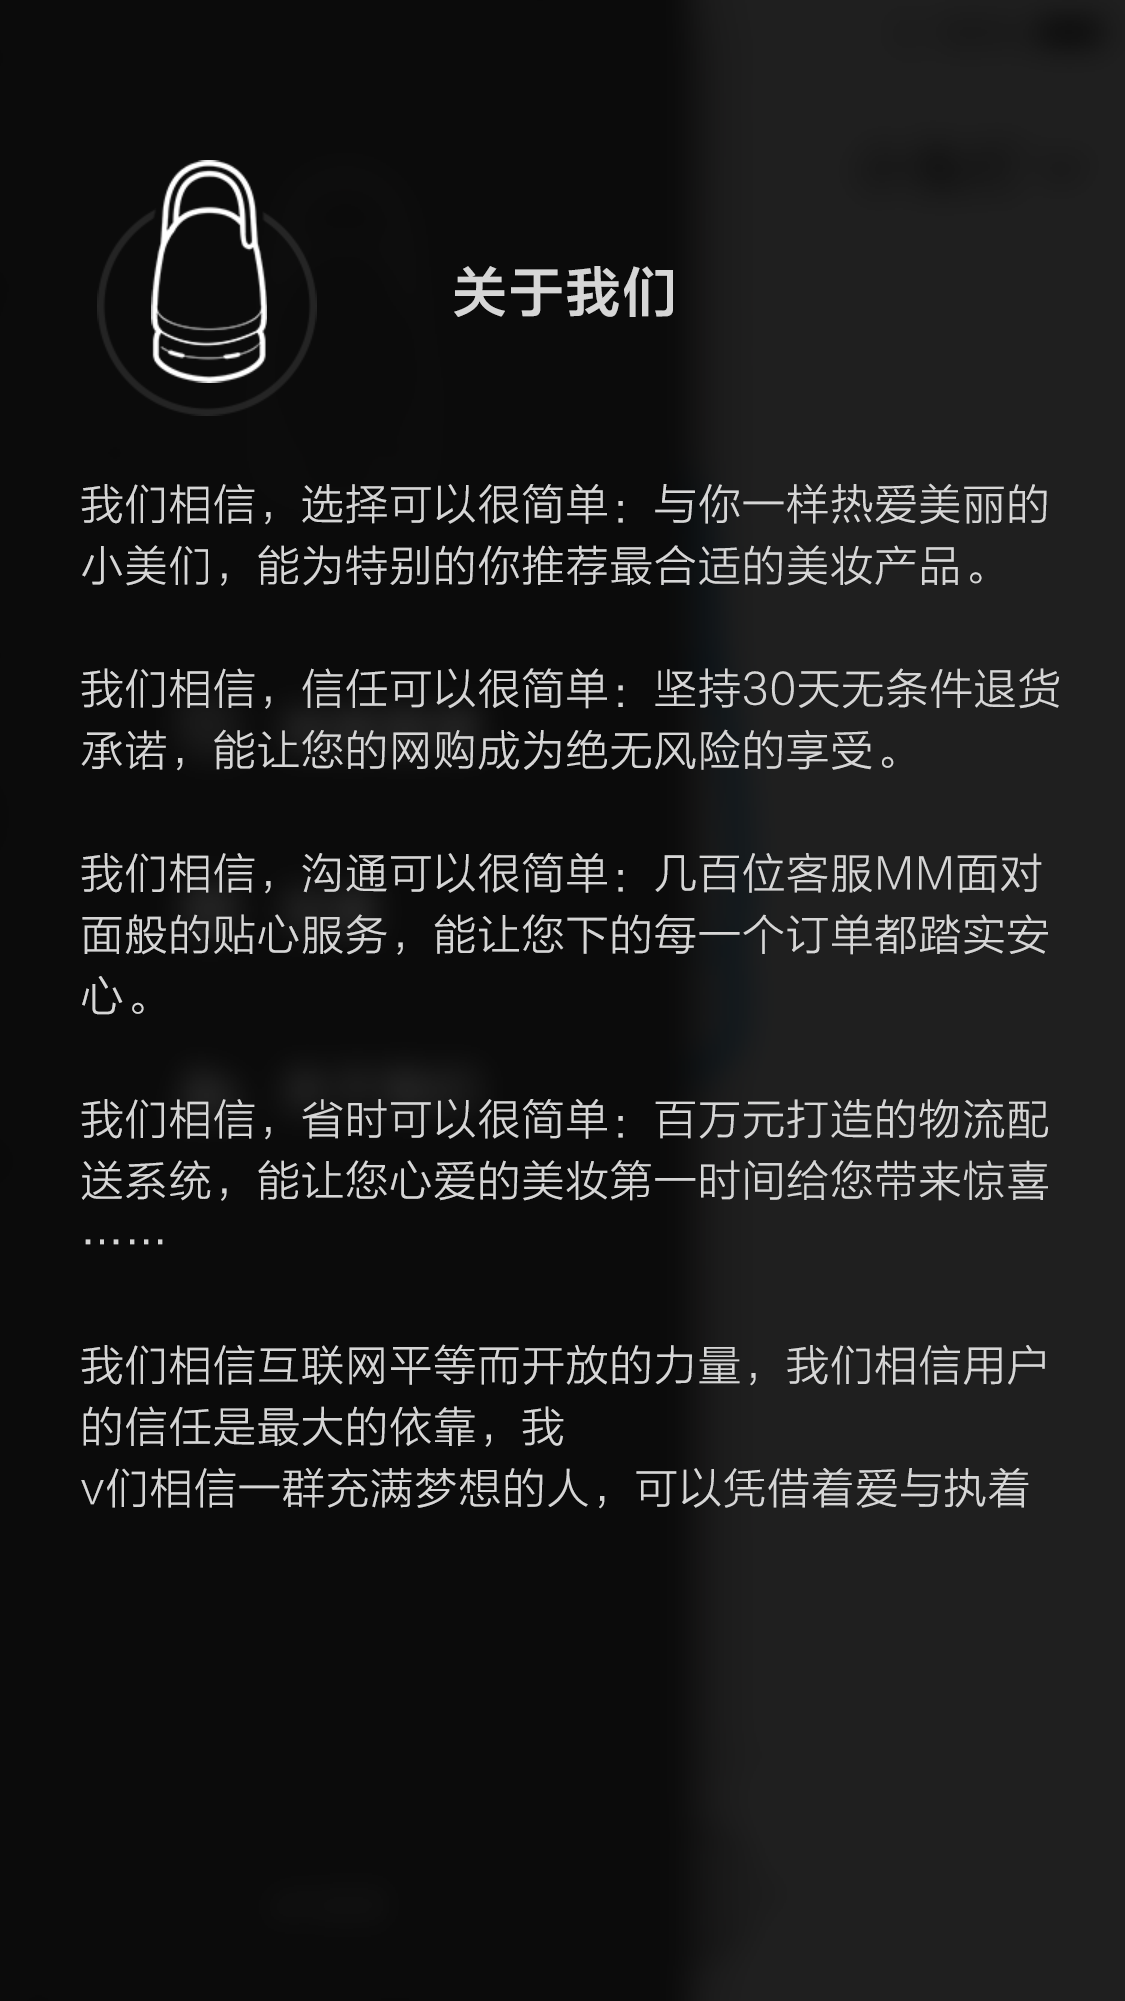 关于我们
我们相信，选择可以很简单：与你一样热爱美丽的
小美们，能为特别的你推荐最合适的美妆产品。
我们相信，信任可以很简单：坚持30天无条件退货
承诺，能让您的网购成为绝无风险的享受。
我们相信，沟通可以很简单：几百位客服MM面对
面般的贴心服务，能让您下的每一个订单都踏实安
心。
我们相信，省时可以很简单：百万元打造的物流配
送系统，能让您心爱的美妆第一时间给您带来惊喜
……
我们相信互联网平等而开放的力量，我们相信用户
的信任是最大的依靠，我
v们相信一群充满梦想的人，可以凭借着爱与执着